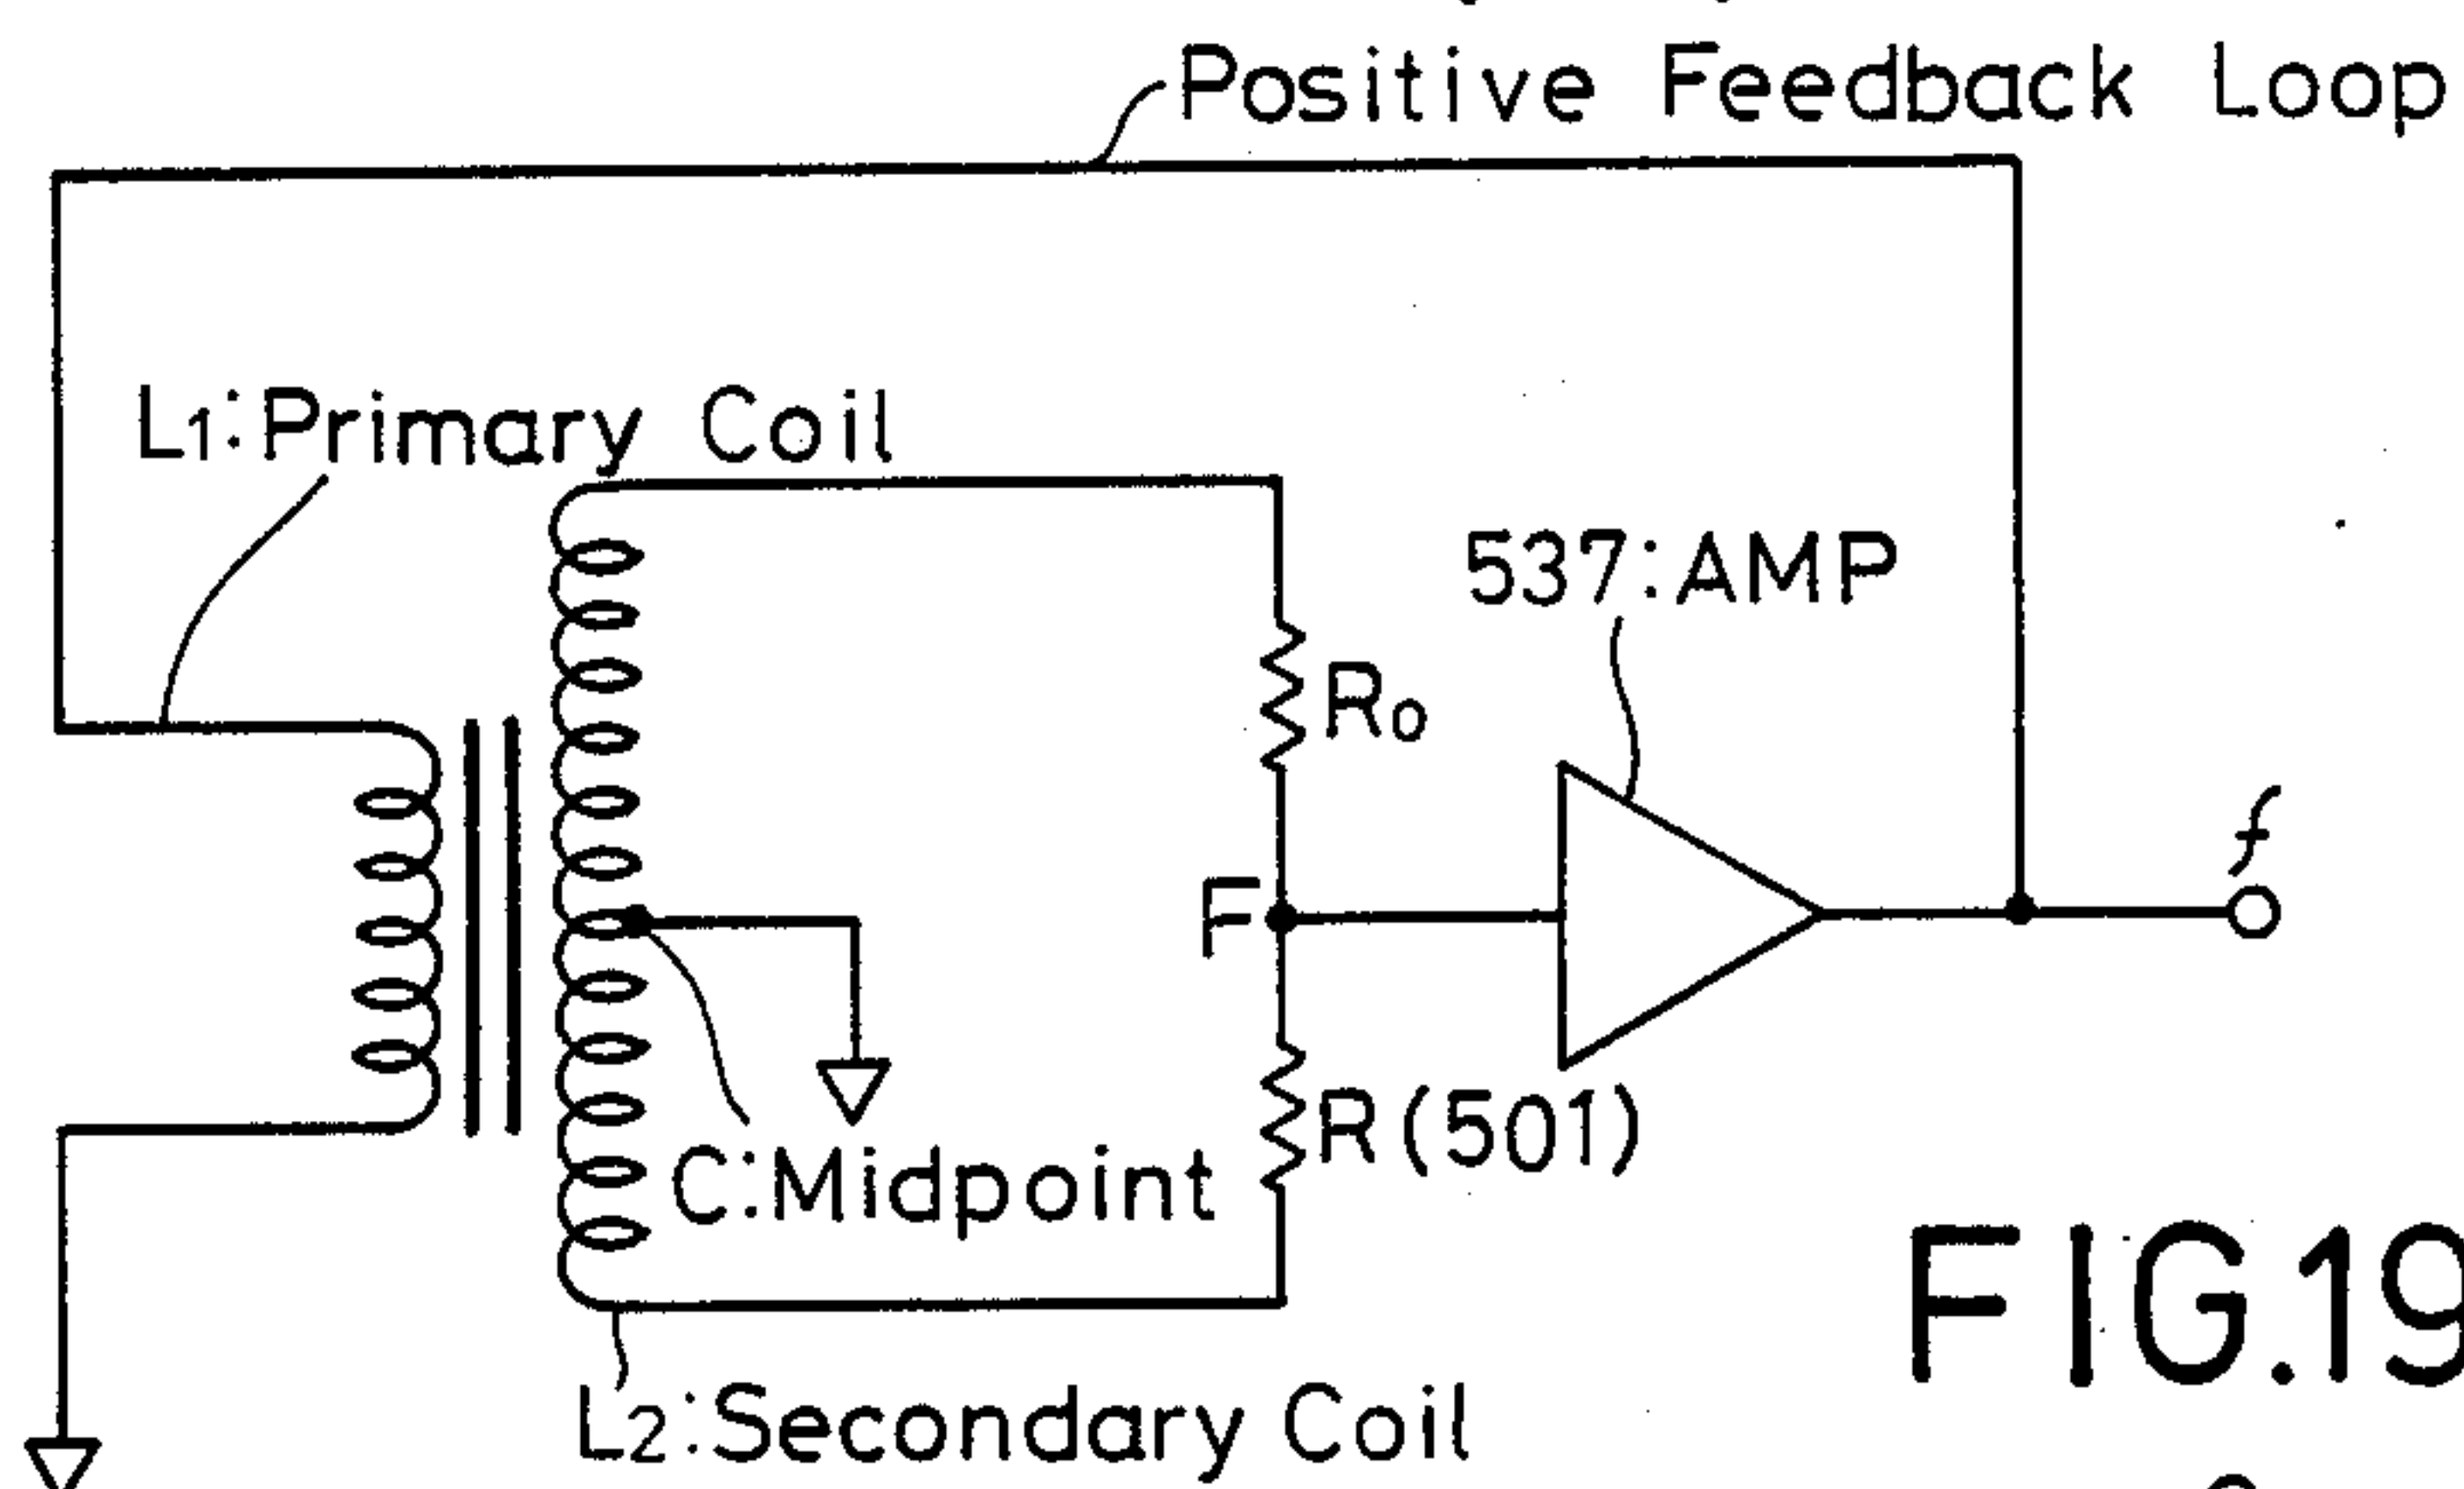 Positive Feedback Loop
L1:Primary Coil
537:AMP
R0
f
F
R(501)
C:Midpoint
L2:Secondary Coil
FIG.19